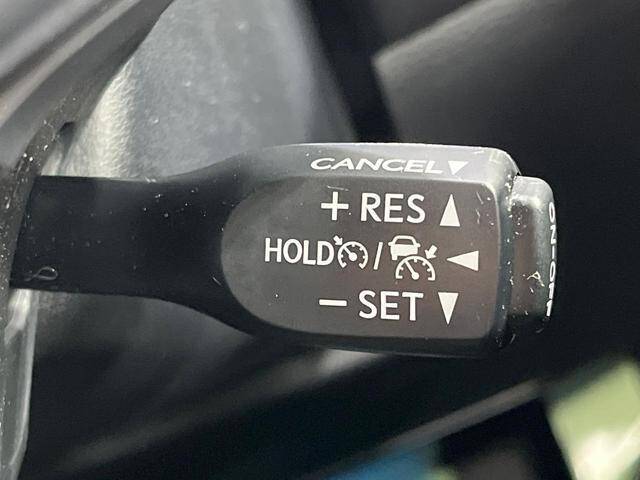 CANCEL▼
+ RES ▲
HOLD / ◀
− SET ▼
ON-OFF